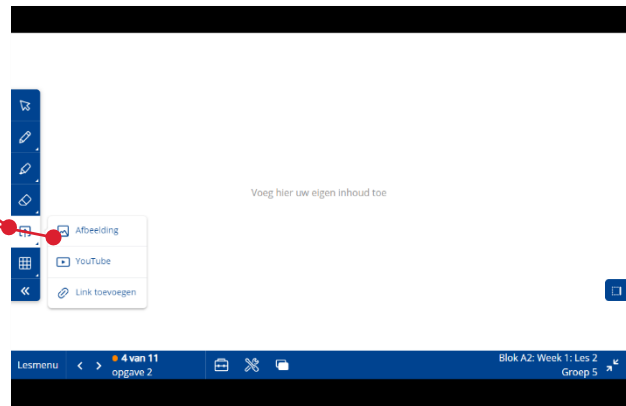 Voeg hier uw eigen inhoud toe
Afbeelding
YouTube
Link toevoegen
Lesmenu
4 van 11
opgave 2
Blok A2: Week 1: Les 2
Groep 5